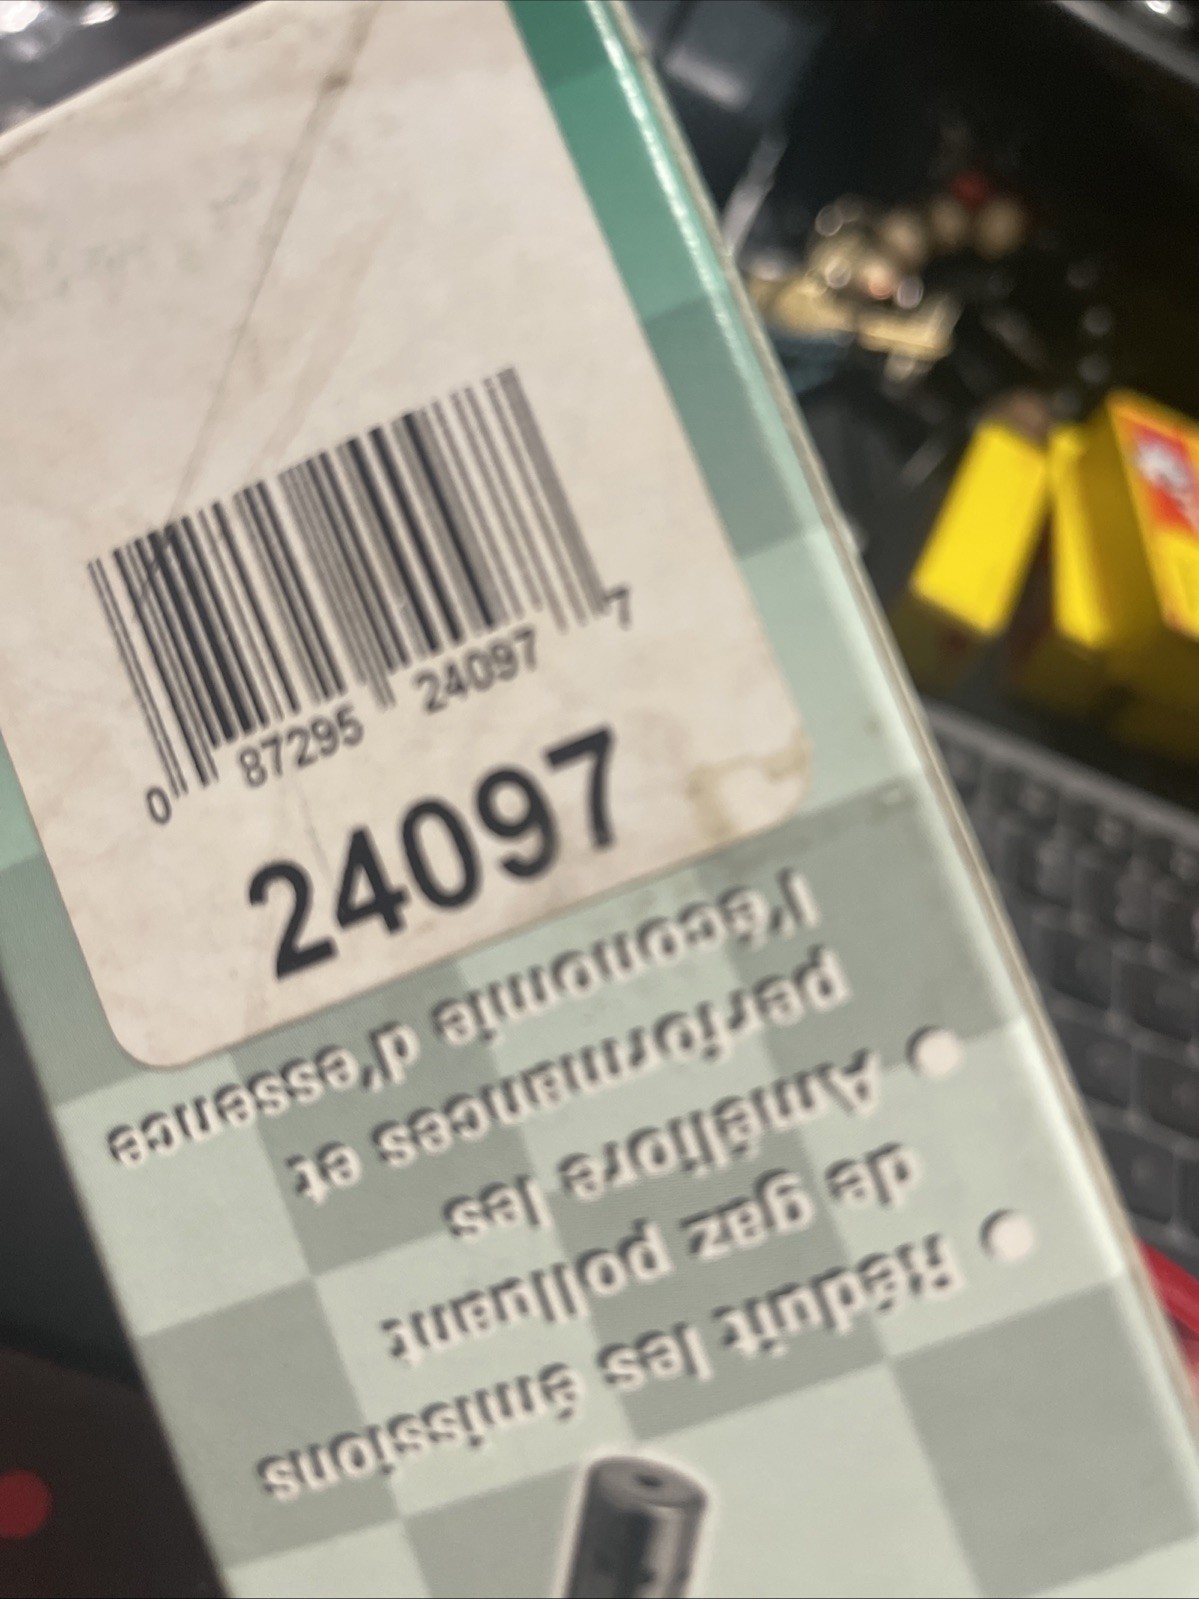 0 87295 24097 7
24097
• Réduit les émissions
de gaz polluant
• Améliore les
performances et
l'économie d'essence